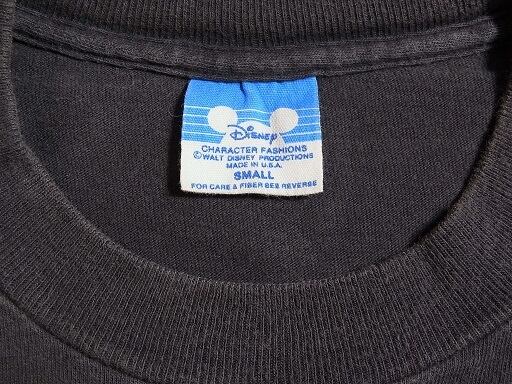 Disney
CHARACTER FASHIONS
©WALT DISNEY PRODUCTIONS
MADE IN U.S.A.
SMALL
FOR CARE & FIBER SEE REVERSE